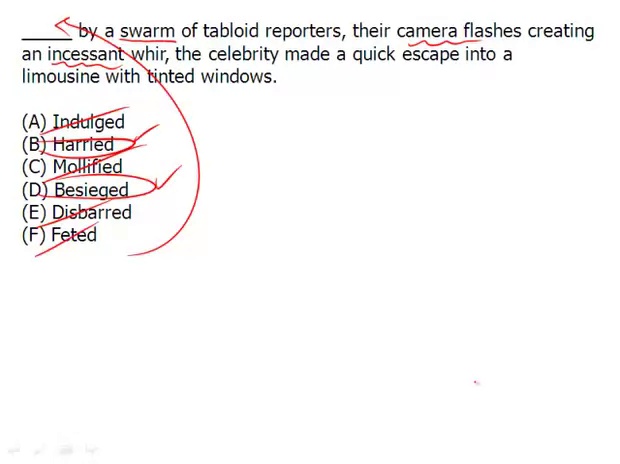 _____ by a swarm of tabloid reporters, their camera flashes creating
an incessant whir, the celebrity made a quick escape into a
limousine with tinted windows.
(A) Indulged
(B) Harried
(C) Mollified
(D) Besieged
(E) Disbarred
(F) Feted